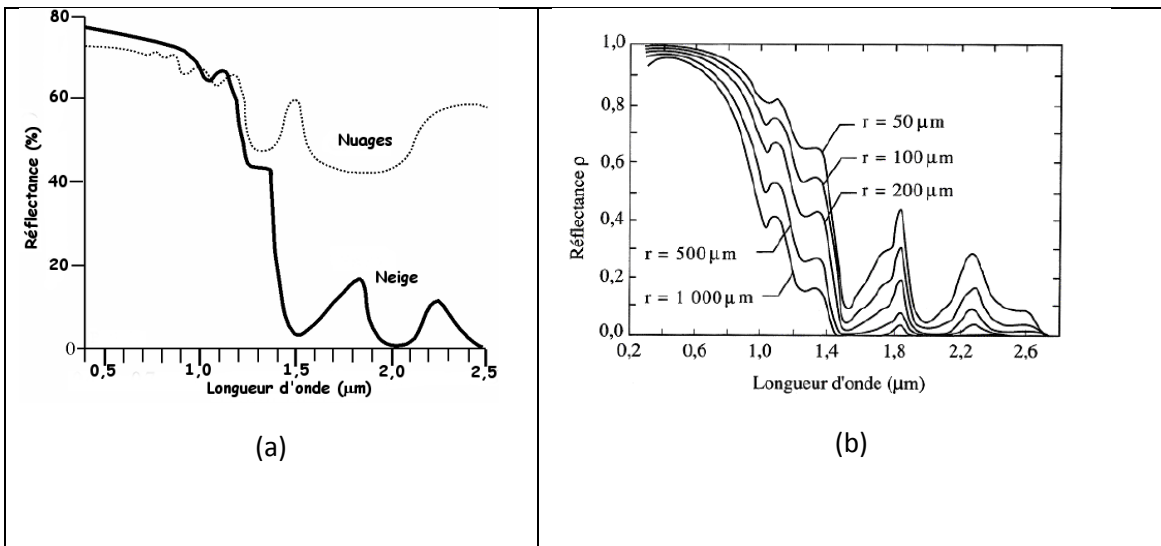 80
60
40
20
0
Réflectance (%)
Nuages
Neige
0,5
1,0
1,5
2,0
2,5
Longueur d'onde (µm)
(a)
1,0
0,8
0,6
0,4
0,2
0,0
Réflectance ρ
r = 50 µm
r = 100 µm
r = 200 µm
r = 500 µm
r = 1 000 µm
0,2
0,6
1,0
1,4
1,8
2,2
2,6
Longueur d'onde (µm)
(b)